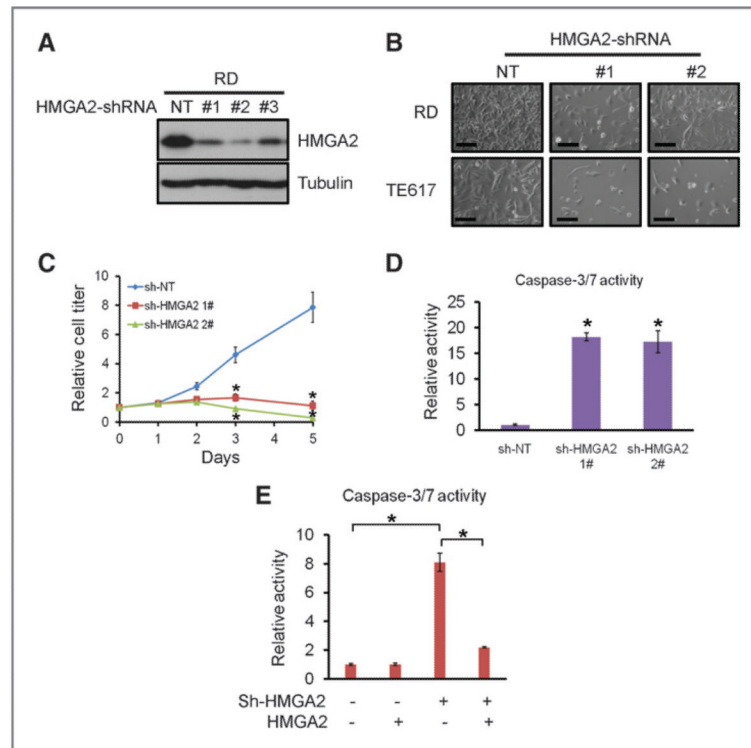 A
RD
HMGA2-shRNA NT #1 #2 #3
HMGA2
Tubulin
B
HMGA2-shRNA
NT #1 #2
RD
TE617
C
10
8
6
4
2
0
Relative cell titer
sh-NT
sh-HMGA2 1#
sh-HMGA2 2#
* *
* *
0 1 2 3 4 5
Days
D
Caspase-3/7 activity
25
20
15
10
5
0
Relative activity
* *
sh-NT sh-HMGA2 sh-HMGA2
1# 2#
E
Caspase-3/7 activity
10
8
6
4
2
0
Relative activity
* *
Sh-HMGA2 - - + +
HMGA2 - + - +